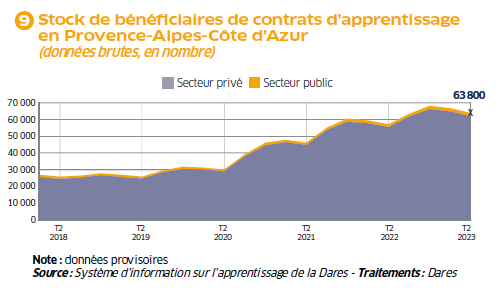 9 Stock de bénéficiaires de contrats d'apprentissage
en Provence-Alpes-Côte d'Azur
(données brutes, en nombre)
Secteur privé Secteur public
63 800
70 000
60 000
50 000
40 000
30 000
20 000
10 000
0
T2 T2 T2 T2 T2 T2
2018 2019 2020 2021 2022 2023
Note : données provisoires
Source : Système d'information sur l'apprentissage de la Dares - Traitements : Dares